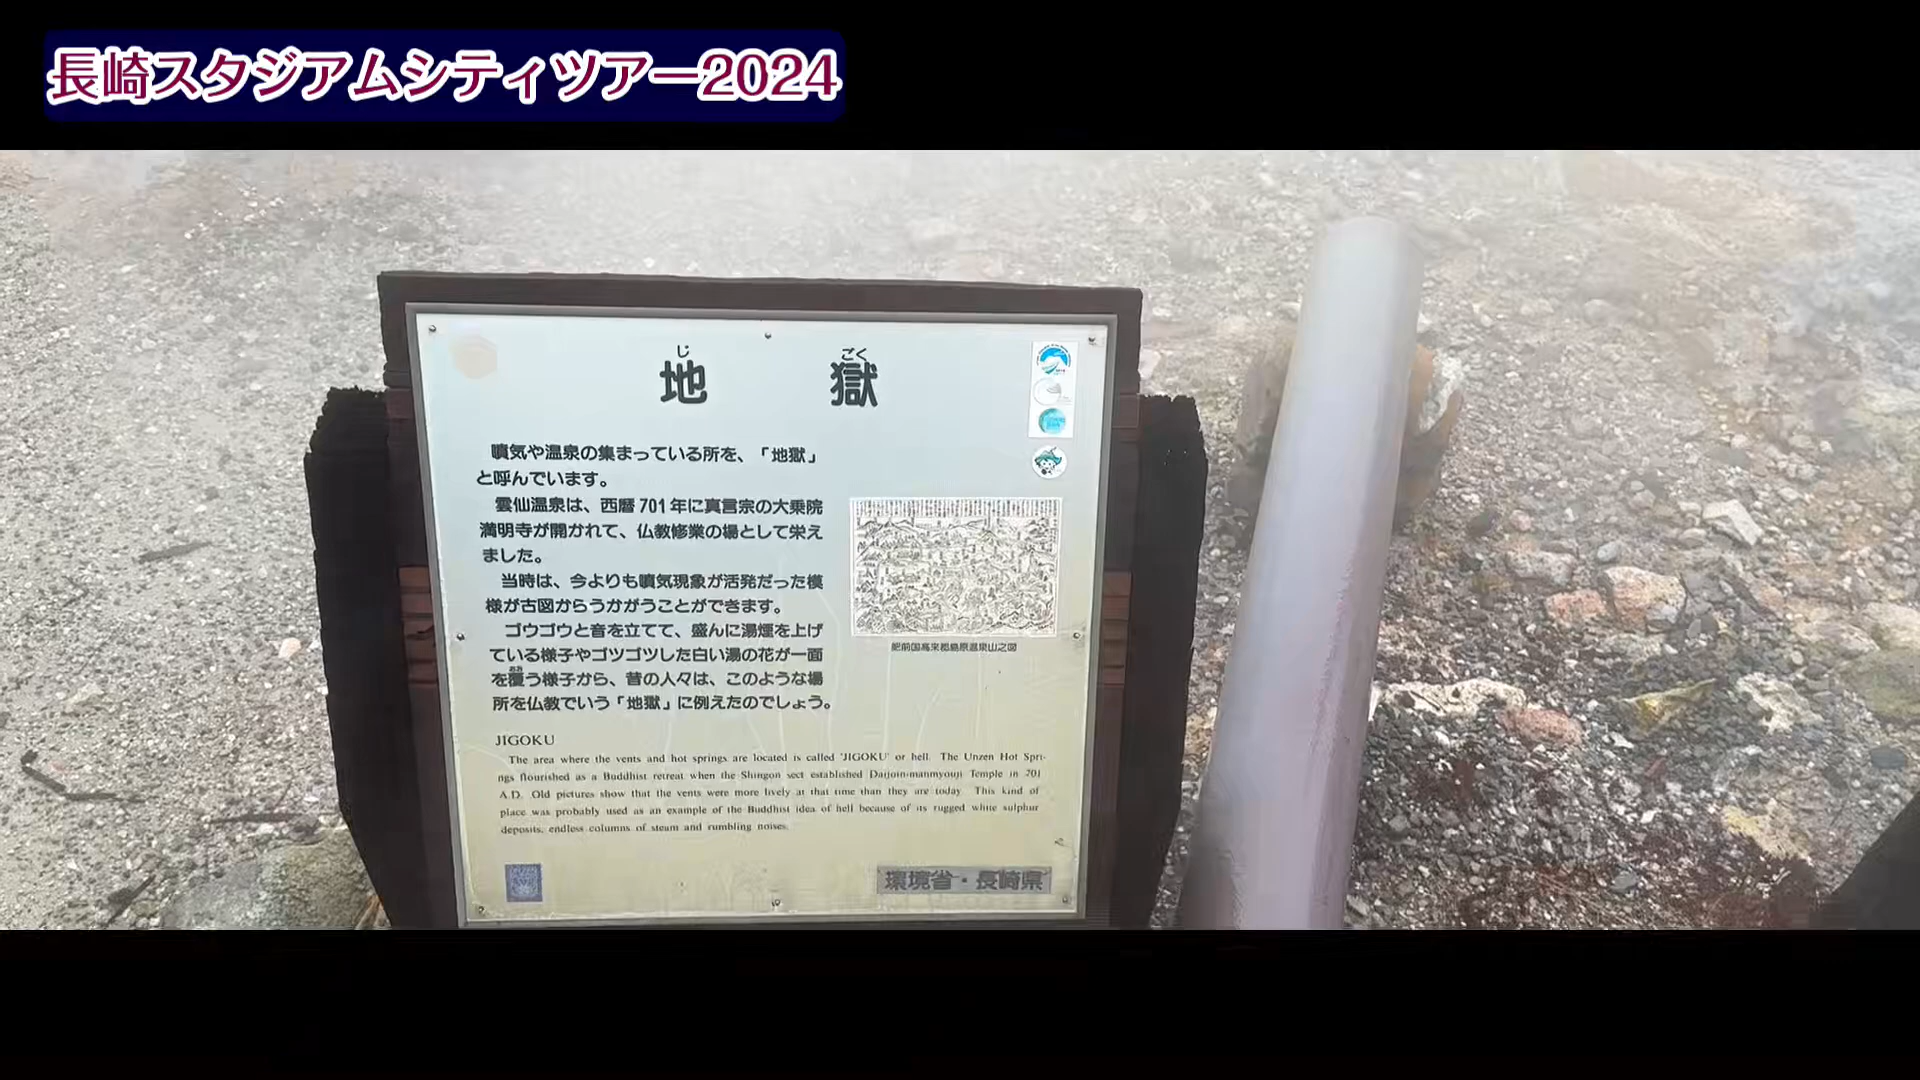 長崎スタジアムシティツアー2024
じ ごく
地 獄
噴気や温泉の集まっている所を、「地獄」
と呼んでいます。
雲仙温泉は、西暦701年に真言宗の大乗院
満明寺が開かれて、仏教修業の場として栄え
ました。
当時は、今よりも噴気現象が活発だった模
様が古図からうかがうことができます。
ゴウゴウと音を立てて、盛んに湯煙を上げ
ている様子やゴツゴツした白い湯の花が一面
を覆う様子から、昔の人々は、このような場
所を仏教でいう「地獄」に例えたのでしょう。
肥前国高来郡島原温泉山之図
JIGOKU
The area where the vents and hot springs are located is called "JIGOKU" or hell. The Unzen Hot Spri-
ngs flourished as a Buddhist retreat when the Shingon sect established Daijoin-manmyouji Temple in 701
A.D. Old pictures show that the vents were more lively at that time than they are today. This kind of
place was probably used as an example of the Buddhist idea of hell because of its rugged white sulphur
deposits, endless columns of steam and rumbling noises.
環境省・長崎県